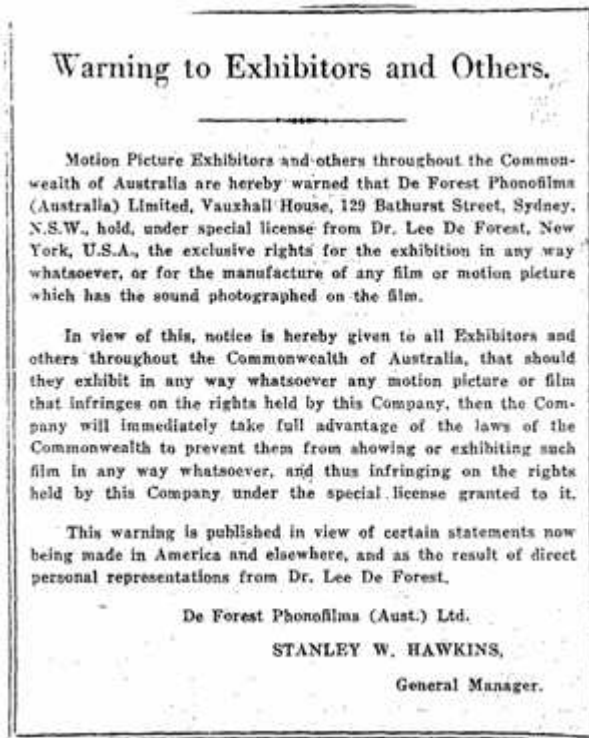 Warning to Exhibitors and Others.
Motion Picture Exhibitors and others throughout the Common-
wealth of Australia are hereby warned that De Forest Phonofilms
(Australia) Limited, Vauxhall House, 129 Bathurst Street, Sydney,
N.S.W., hold, under special license from Dr. Lee De Forest, New
York, U.S.A., the exclusive rights for the exhibition in any way
whatsoever, or for the manufacture of any film or motion picture
which has the sound photographed on the film.
In view of this, notice is hereby given to all Exhibitors and
others throughout the Commonwealth of Australia, that should
they exhibit in any way whatsoever any motion picture or film
that infringes on the rights held by this Company, then the Com-
pany will immediately take full advantage of the laws of the
Commonwealth to prevent them from showing or exhibiting such
film in any way whatsoever, and thus infringing on the rights
held by this Company under the special license granted to it.
This warning is published in view of certain statements now
being made in America and elsewhere, and as the result of direct
personal representations from Dr. Lee De Forest.
De Forest Phonofilms (Aust.) Ltd.
STANLEY W. HAWKINS,
General Manager.